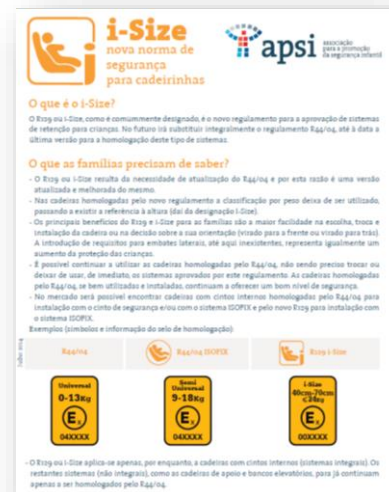 i-Size
nova norma de
segurança
para cadeirinhas
apsi
associação
para a promoção
da segurança infantil
O que é o i-Size?
O R129 ou i-Size, como é comummente designado, é o novo regulamento para a aprovação de sistemas
de retenção para crianças. No futuro irá substituir integralmente o regulamento R44/04, até à data a
última versão para a homologação deste tipo de sistemas.
O que as famílias precisam de saber?
- O R129 ou i-Size resulta da necessidade de atualização do R44/04 e por esta razão é uma versão
atualizada e melhorada do mesmo.
- Nas cadeiras homologadas pelo novo regulamento a classificação por peso deixa de ser utilizado,
passando a existir a referência à altura (daí da designação i-Size).
- Os principais benefícios do R129 e i-Size para as famílias são a maior facilidade na escolha, troca e
instalação da cadeira ou na decisão sobre a sua orientação (virado para a frente ou virado para trás).
A introdução de requisitos para embates laterais, até aqui inexistentes, representa igualmente um
aumento da proteção das crianças.
- É possível continuar a utilizar as cadeiras homologadas pelo R44/04, não sendo preciso trocar ou
deixar de usar, de imediato, os sistemas aprovados por este regulamento. As cadeiras homologadas
pelo R44/04, se bem utilizadas e instaladas, continuam a oferecer um bom nível de segurança.
- No mercado será possível encontrar cadeiras com cintos internos homologados pelo R44/04 para
instalação com o cinto de segurança e/ou com o sistema ISOFIX e pelo novo R129 para instalação com
o sistema ISOFIX.
Exemplos (símbolos e informação do selo de homologação)
Julho 2014
R44/04
R44/04 ISOFIX
R129 i-Size
Universal
0-13Kg
E x
04XXXX
Semi
Universal
9-18Kg
E x
04XXXX
i-Size
40cm-70cm
≤24Kg
E x
00XXXX
- O R129 ou i-Size aplica-se apenas, por enquanto, a cadeiras com cintos internos (sistemas integrais). Os
restantes sistemas (não integrais), como as cadeiras de apoio e bancos elevatórios, para já continuam
apenas a ser homologados pelo R44/04.